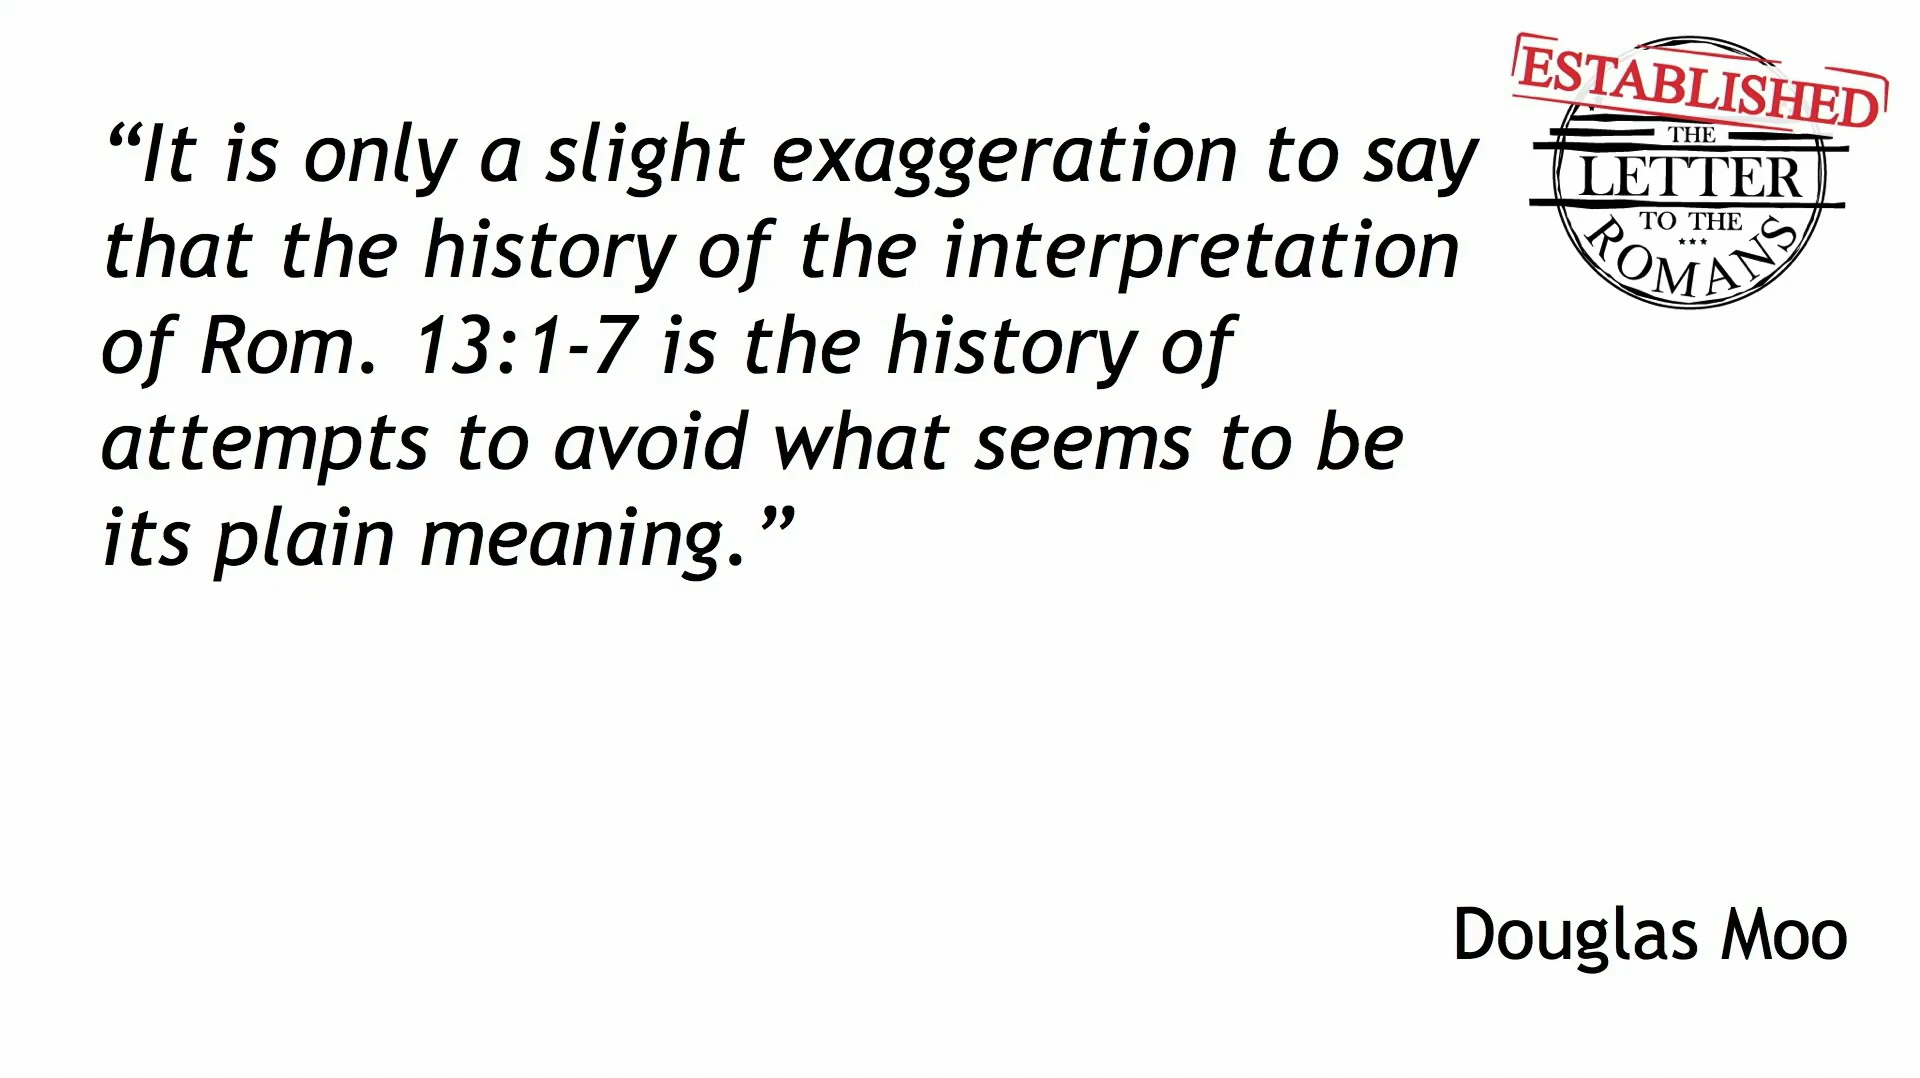 “It is only a slight exaggeration to say
that the history of the interpretation
of Rom. 13:1-7 is the history of
attempts to avoid what seems to be
its plain meaning.”
ESTABLISHED
THE
LETTER
TO THE
ROMANS
Douglas Moo